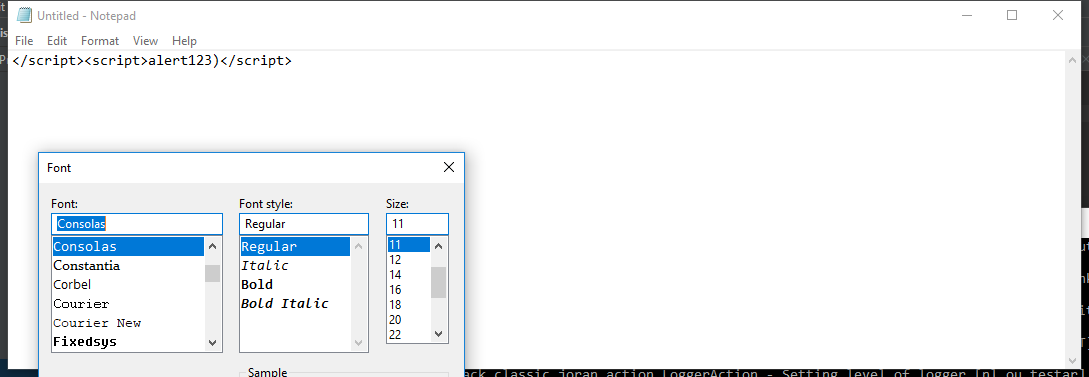 Untitled - Notepad
File Edit Format View Help
</script><script>alert123)</script>
Font
Font: Font style: Size:
Consolas Regular 11
Consolas Regular 11
Constantia Italic 12
Corbel Bold 14
Courier Bold Italic 16
Courier New 18
Fixedsys 20
22
Sample
ack classic joran action LoggerAction - Setting level of logger [n] ou testar